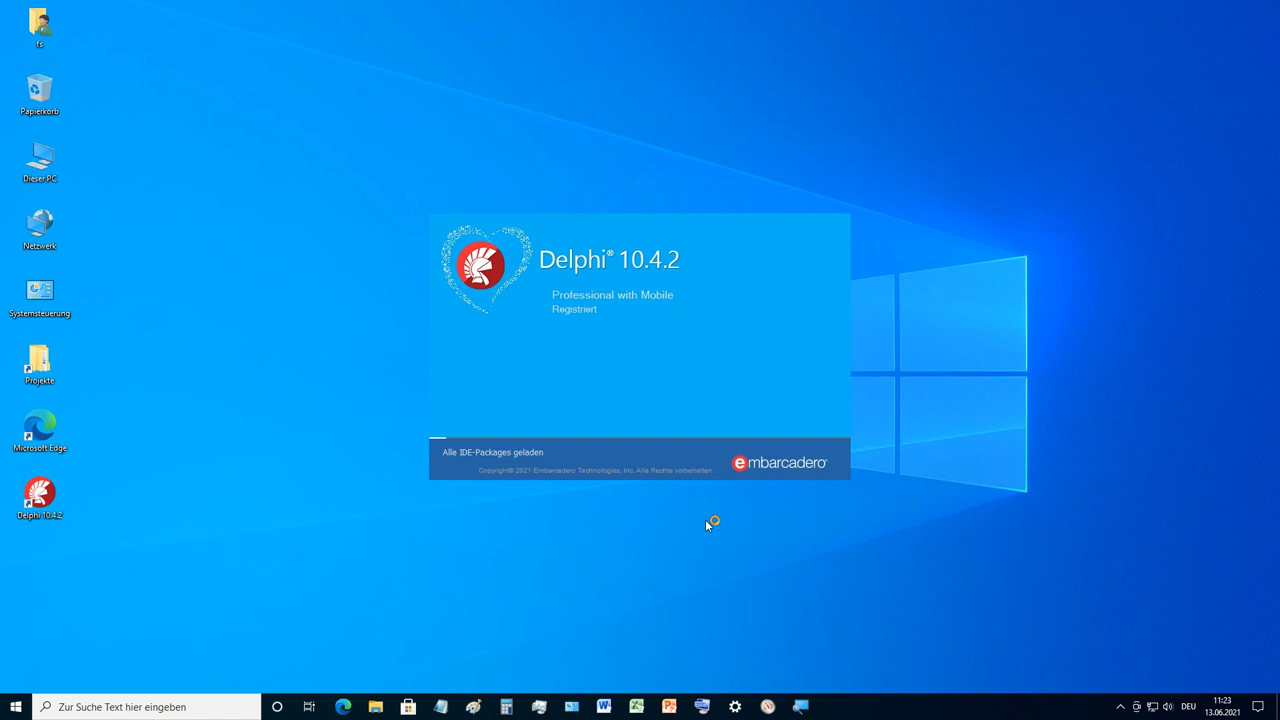 fs
Papierkorb
Dieser PC
Netzwerk
Systemsteuerung
Projekte
Microsoft Edge
Delphi 10.4.2
Delphi® 10.4.2
Professional with Mobile
Registriert
Alle IDE-Packages geladen
Copyright© 2021 Embarcadero Technologies, Inc. Alle Rechte vorbehalten.
embarcadero
Zur Suche Text hier eingeben
DEU
11:23
13.06.2021